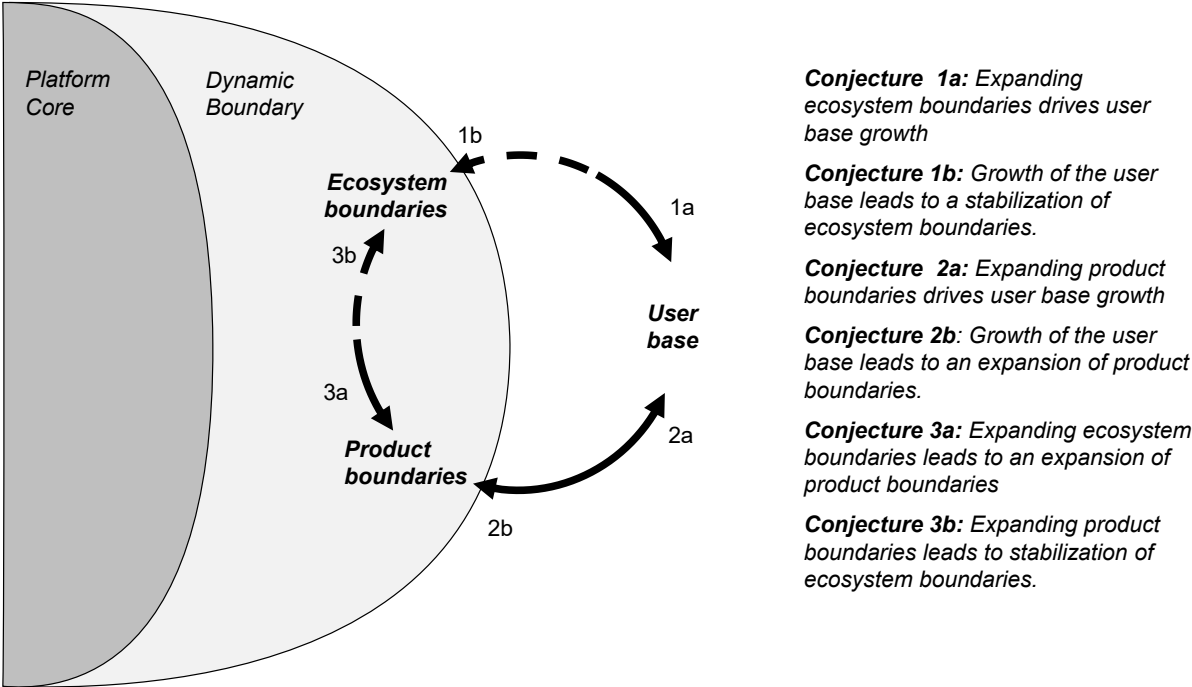 Platform
Core
Dynamic
Boundary
1b
Ecosystem
boundaries
1a
3b
User
base
3a
Product
boundaries
2a
2b
Conjecture 1a: Expanding
ecosystem boundaries drives user
base growth
Conjecture 1b: Growth of the user
base leads to a stabilization of
ecosystem boundaries.
Conjecture 2a: Expanding product
boundaries drives user base growth
Conjecture 2b: Growth of the user
base leads to an expansion of product
boundaries.
Conjecture 3a: Expanding ecosystem
boundaries leads to an expansion of
product boundaries
Conjecture 3b: Expanding product
boundaries leads to stabilization of
ecosystem boundaries.